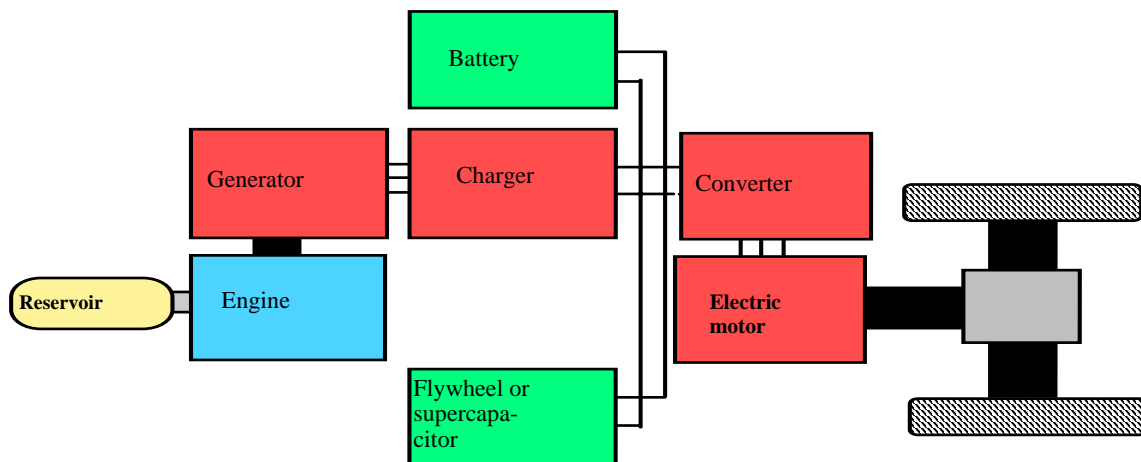 Battery
Generator
Charger
Converter
Reservoir
Engine
Electric
motor
Flywheel or
supercapa-
citor